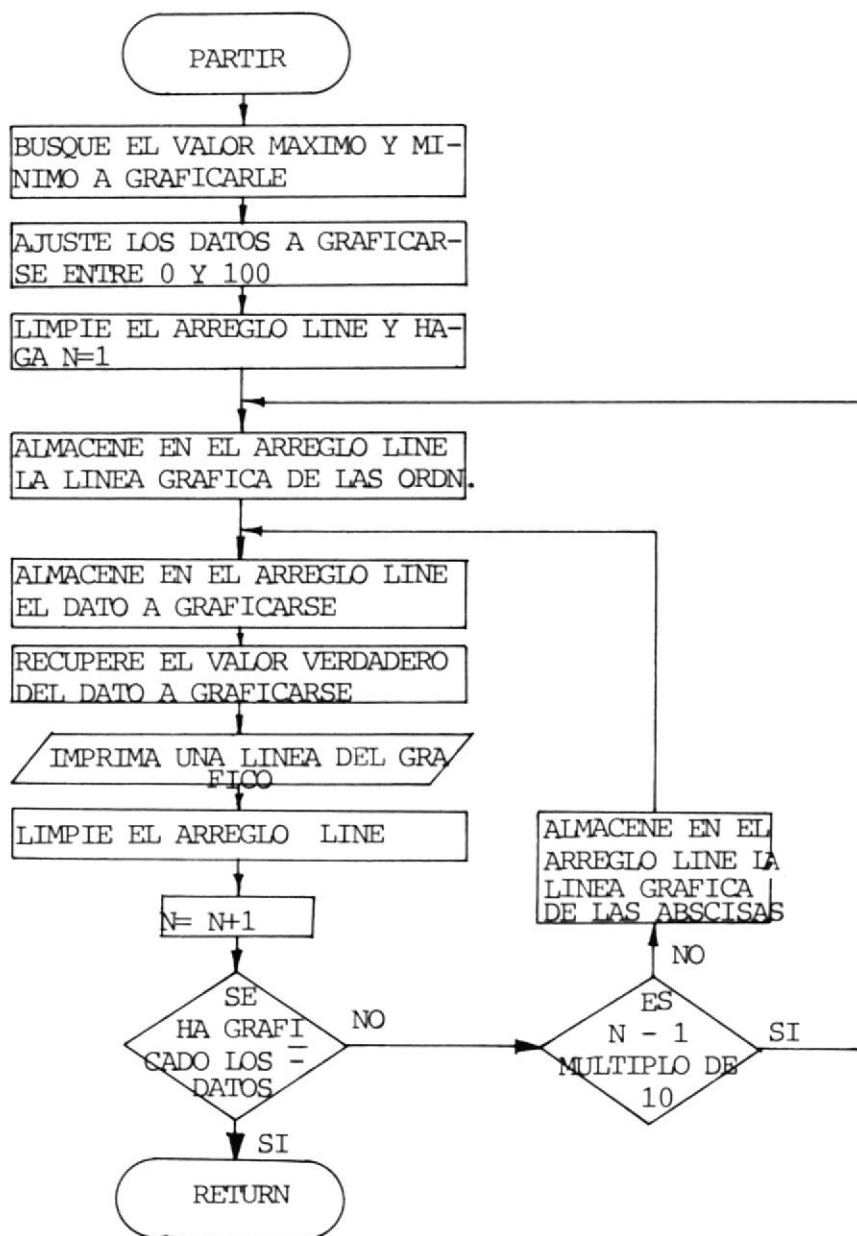 PARTIR
BUSQUE EL VALOR MAXIMO Y MI-
NIMO A GRAFICARLE
AJUSTE LOS DATOS A GRAFICAR-
SE ENTRE 0 Y 100
LIMPIE EL ARREGLO LINE Y HA-
GA N=1
ALMACENE EN EL ARREGLO LINE
LA LINEA GRAFICA DE LAS ORDN.
ALMACENE EN EL ARREGLO LINE
EL DATO A GRAFICARSE
RECUPERE EL VALOR VERDADERO
DEL DATO A GRAFICARSE
IMPRIMA UNA LINEA DEL GRA
FICO
LIMPIE EL ARREGLO LINE
N= N+1
SE
HA GRAFI
CADO LOS -
DATOS
NO
SI
RETURN
ES
N - 1
MULTIPLO DE
10
SI
NO
ALMACENE EN EL
ARREGLO LINE LA
LINEA GRAFICA
DE LAS ABSCISAS